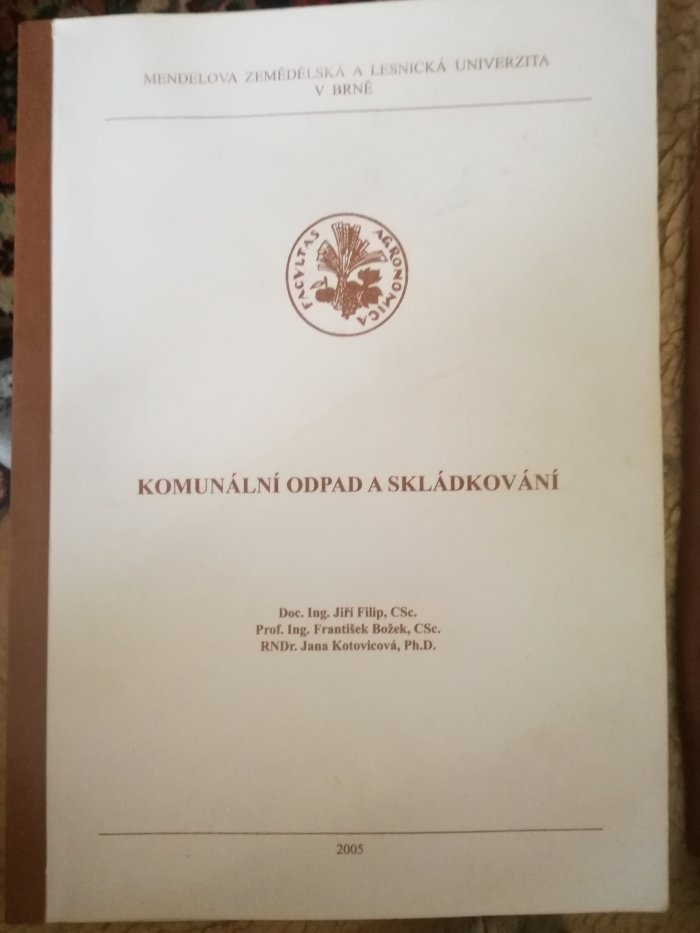 MENDELOVA ZEMĚDĚLSKÁ A LESNICKÁ UNIVERZITA
V BRNĚ
FACVLTAS AGRONOMICA
KOMUNÁLNÍ ODPAD A SKLÁDKOVÁNÍ
Doc. Ing. Jiří Filip, CSc.
Prof. Ing. František Božek, CSc.
RNDr. Jana Kotovicová, Ph.D.
2005